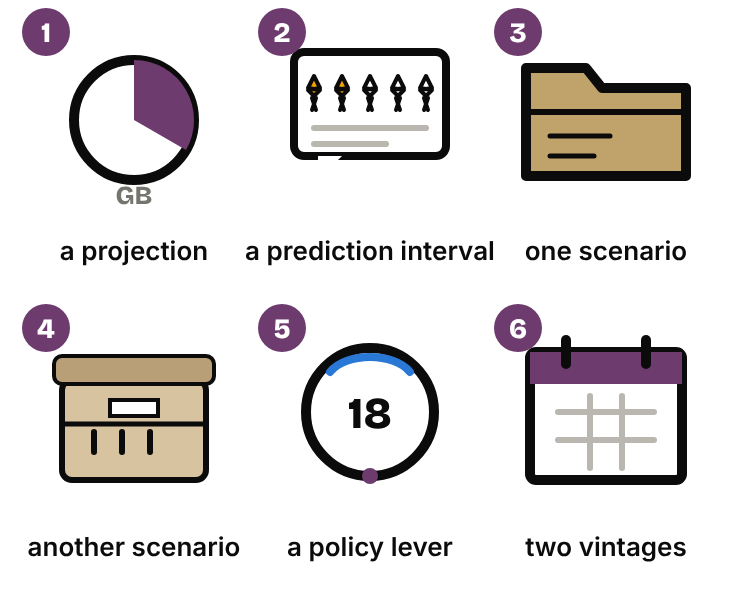 1
2
3
GB
a projection
a prediction interval
one scenario
4
5
6
18
another scenario
a policy lever
two vintages